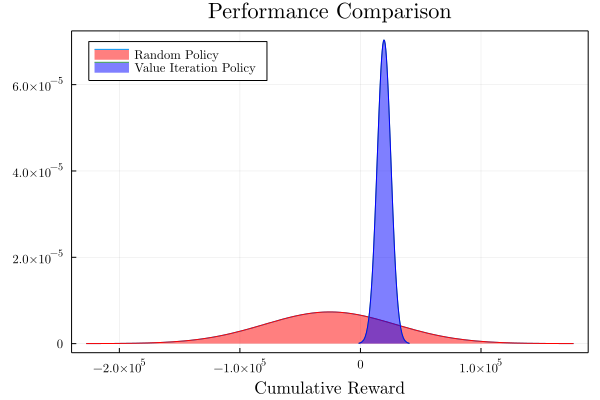 Performance Comparison
Random Policy
Value Iteration Policy
6.0×10⁻⁵
4.0×10⁻⁵
2.0×10⁻⁵
0
−2.0×10⁵ −1.0×10⁵ 0 1.0×10⁵
Cumulative Reward